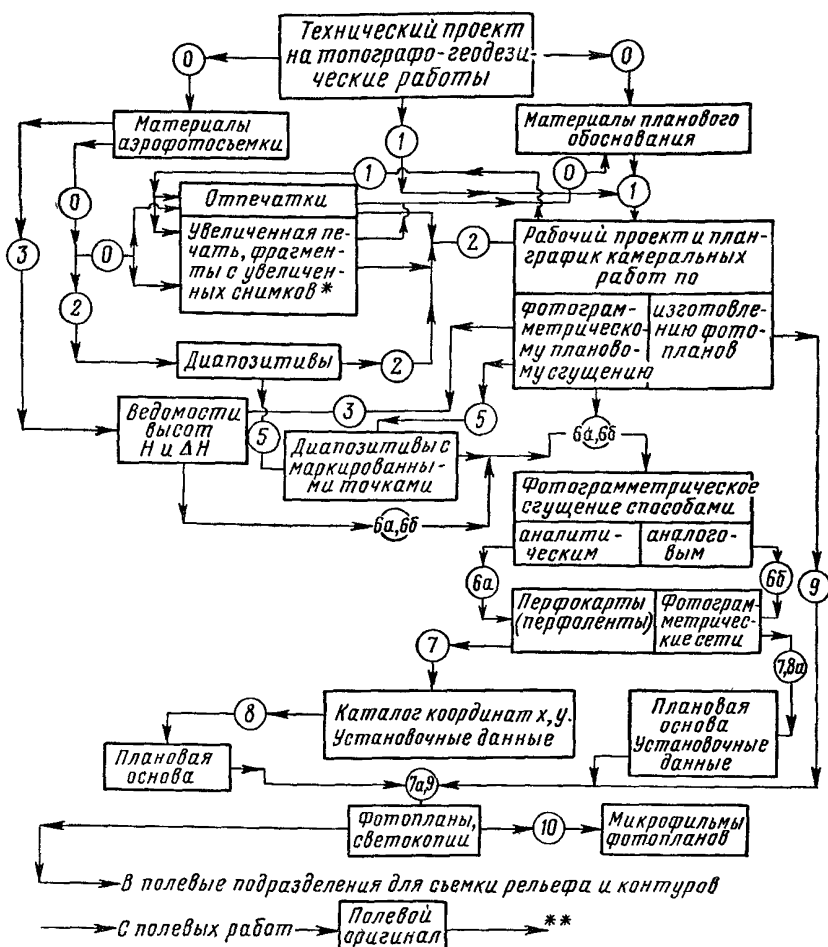 Технический проект
на топографо-геодези-
ческие работы
0
0
Материалы
аэрофотосъемки
1
Материалы планового
обоснования
1
0
1
0
Отпечатки
Увеличенная пе-
чать, фрагмен-
ты с увеличен-
ных снимков*
3
0
2
2
Рабочий проект и план-
график камеральных
работ по
фотограм-
метрическо-
му планово-
му сгущению
изготовле-
нию фото-
планов
Диапозитивы
2
Ведомости
высот
Н и ΔН
3
5
5
Диапозитивы с
маркированны-
ми точками
6а,6б
6а,6б
Фотограмметрическое
сгущение способами
аналити-
ческим
аналого-
вым
6а
6б
9
Перфокарты
(перфоленты)
Фотограм-
метричес-
кие сети
7
7,8а
8
Каталог координат х, у.
Установочные данные
Плановая
основа
Установочные
данные
Плановая
основа
7а,9
Фотопланы,
светокопии
10
Микрофильмы
фотопланов
В полевые подразделения для съемки рельефа и контуров
С полевых работ
Полевой
оригинал
**